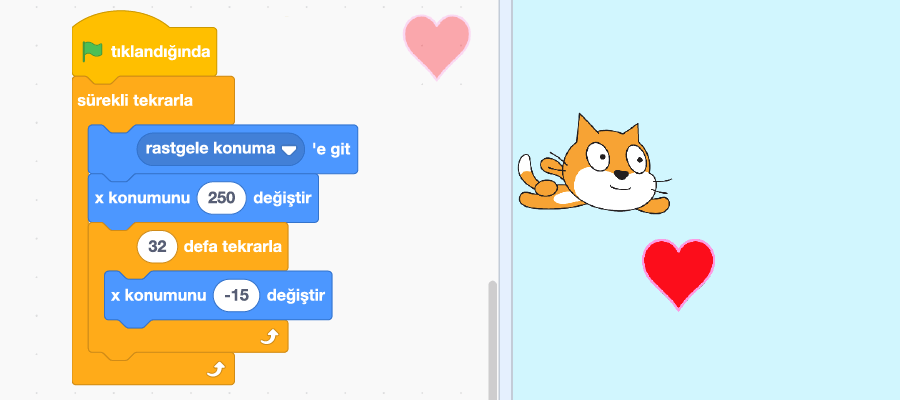 tıklandığında
sürekli tekrarla
rastgele konuma 'e git
x konumunu 250 değiştir
32 defa tekrarla
x konumunu -15 değiştir